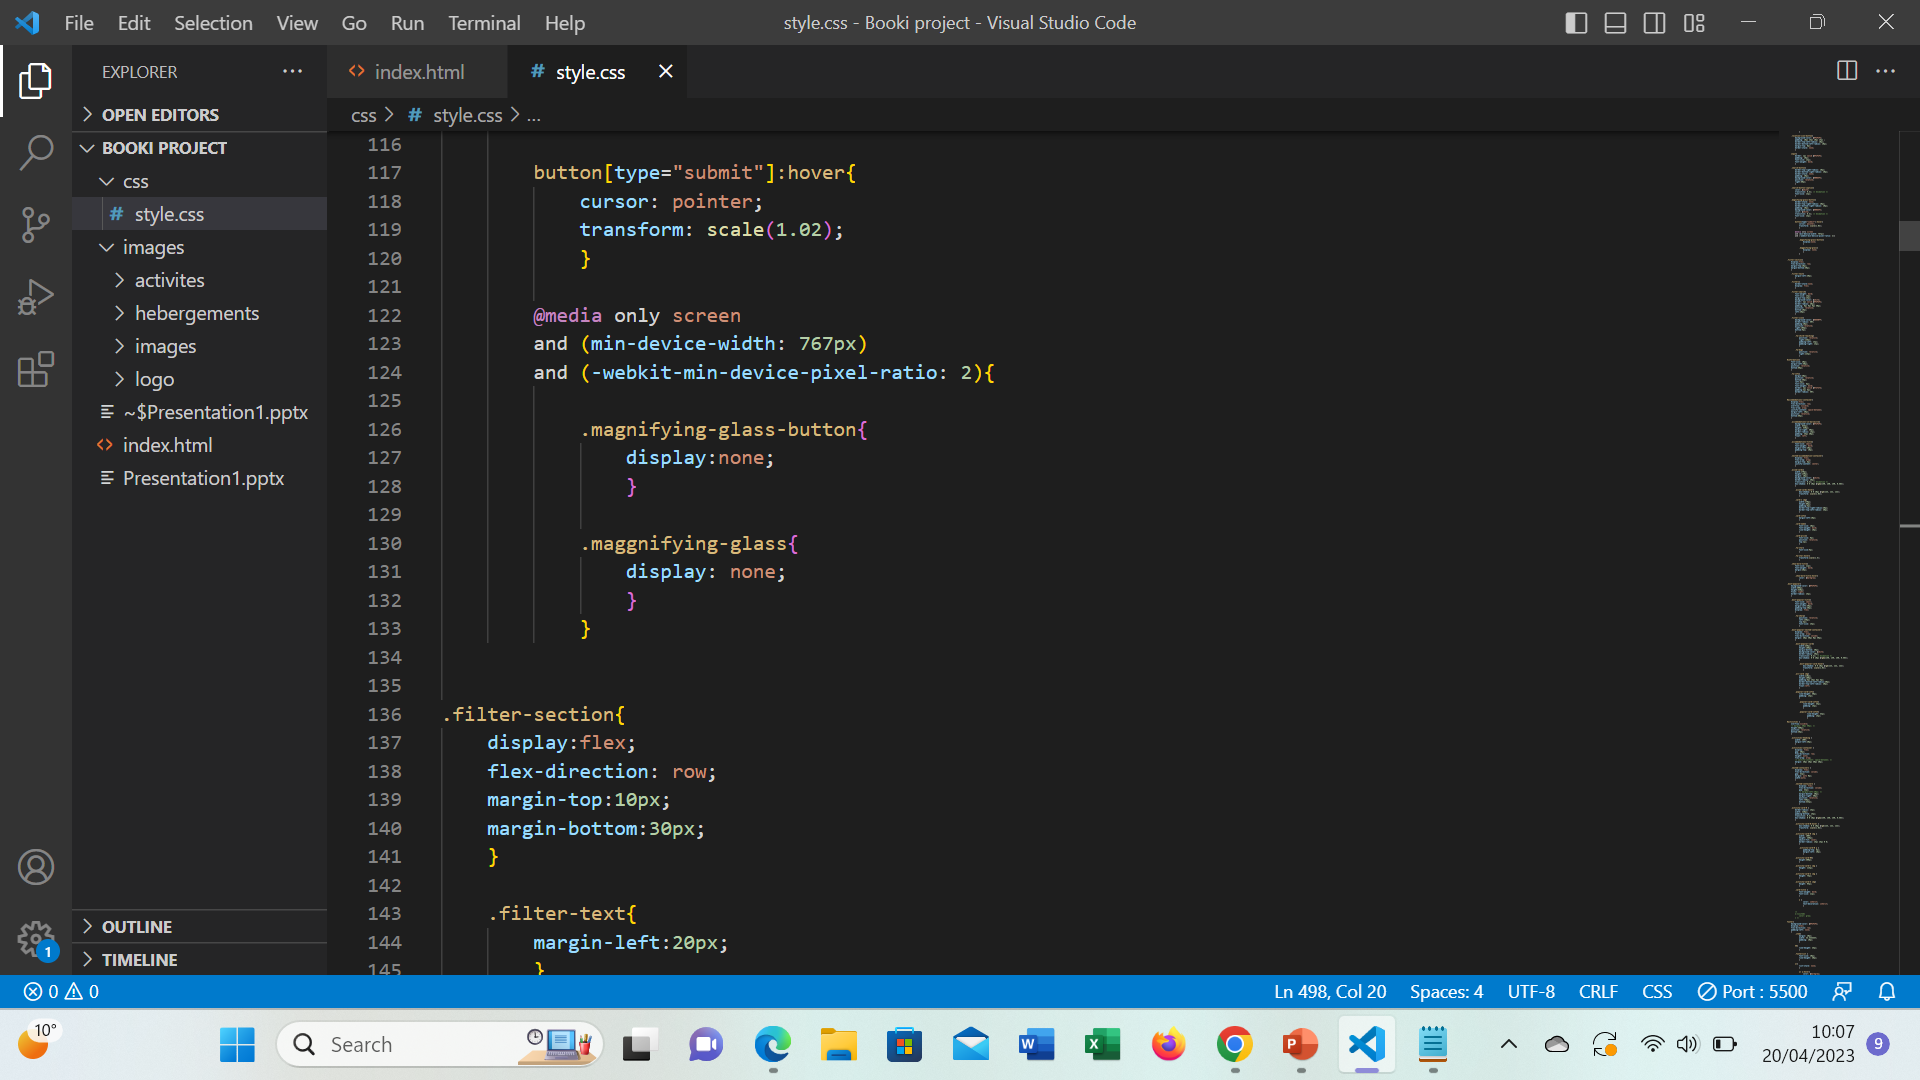 File Edit Selection View Go Run Terminal Help
style.css - Booki project - Visual Studio Code
EXPLORER
OPEN EDITORS
BOOKI PROJECT
css
# style.css
images
activites
hebergements
images
logo
~$Presentation1.pptx
<> index.html
Presentation1.pptx
OUTLINE
TIMELINE
1
<> index.html
# style.css
css > # style.css > ...
116
117 button[type="submit"]:hover{
118 cursor: pointer;
119 transform: scale(1.02);
120 }
121
122 @media only screen
123 and (min-device-width: 767px)
124 and (-webkit-min-device-pixel-ratio: 2){
125
126 .magnifying-glass-button{
127 display:none;
128 }
129
130 .maggnifying-glass{
131 display: none;
132 }
133 }
134
135
136 .filter-section{
137 display:flex;
138 flex-direction: row;
139 margin-top:10px;
140 margin-bottom:30px;
141 }
142
143 .filter-text{
144 margin-left:20px;
145 }
0 0
Ln 498, Col 20 Spaces: 4 UTF-8 CRLF CSS Port : 5500
10°
Search
10:07
20/04/2023
9